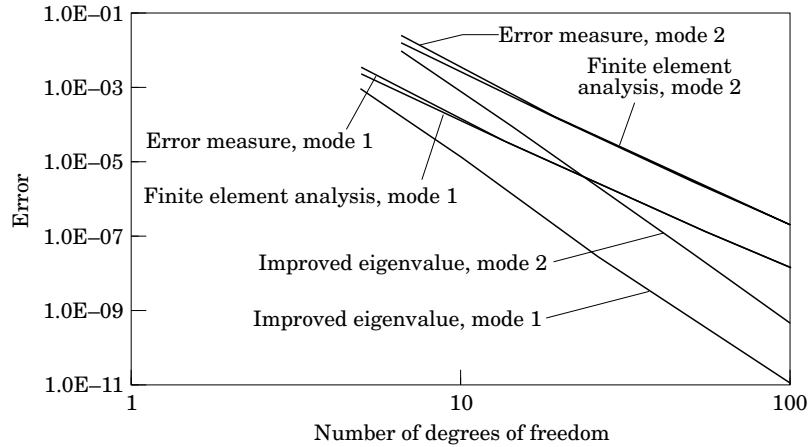 1.0E–01
Error measure, mode 2
Finite element
analysis, mode 2
1.0E–03
Error measure, mode 1
1.0E–05
Finite element analysis, mode 1
Error
1.0E–07
Improved eigenvalue, mode 2
1.0E–09
Improved eigenvalue, mode 1
1.0E–11
1
10
100
Number of degrees of freedom